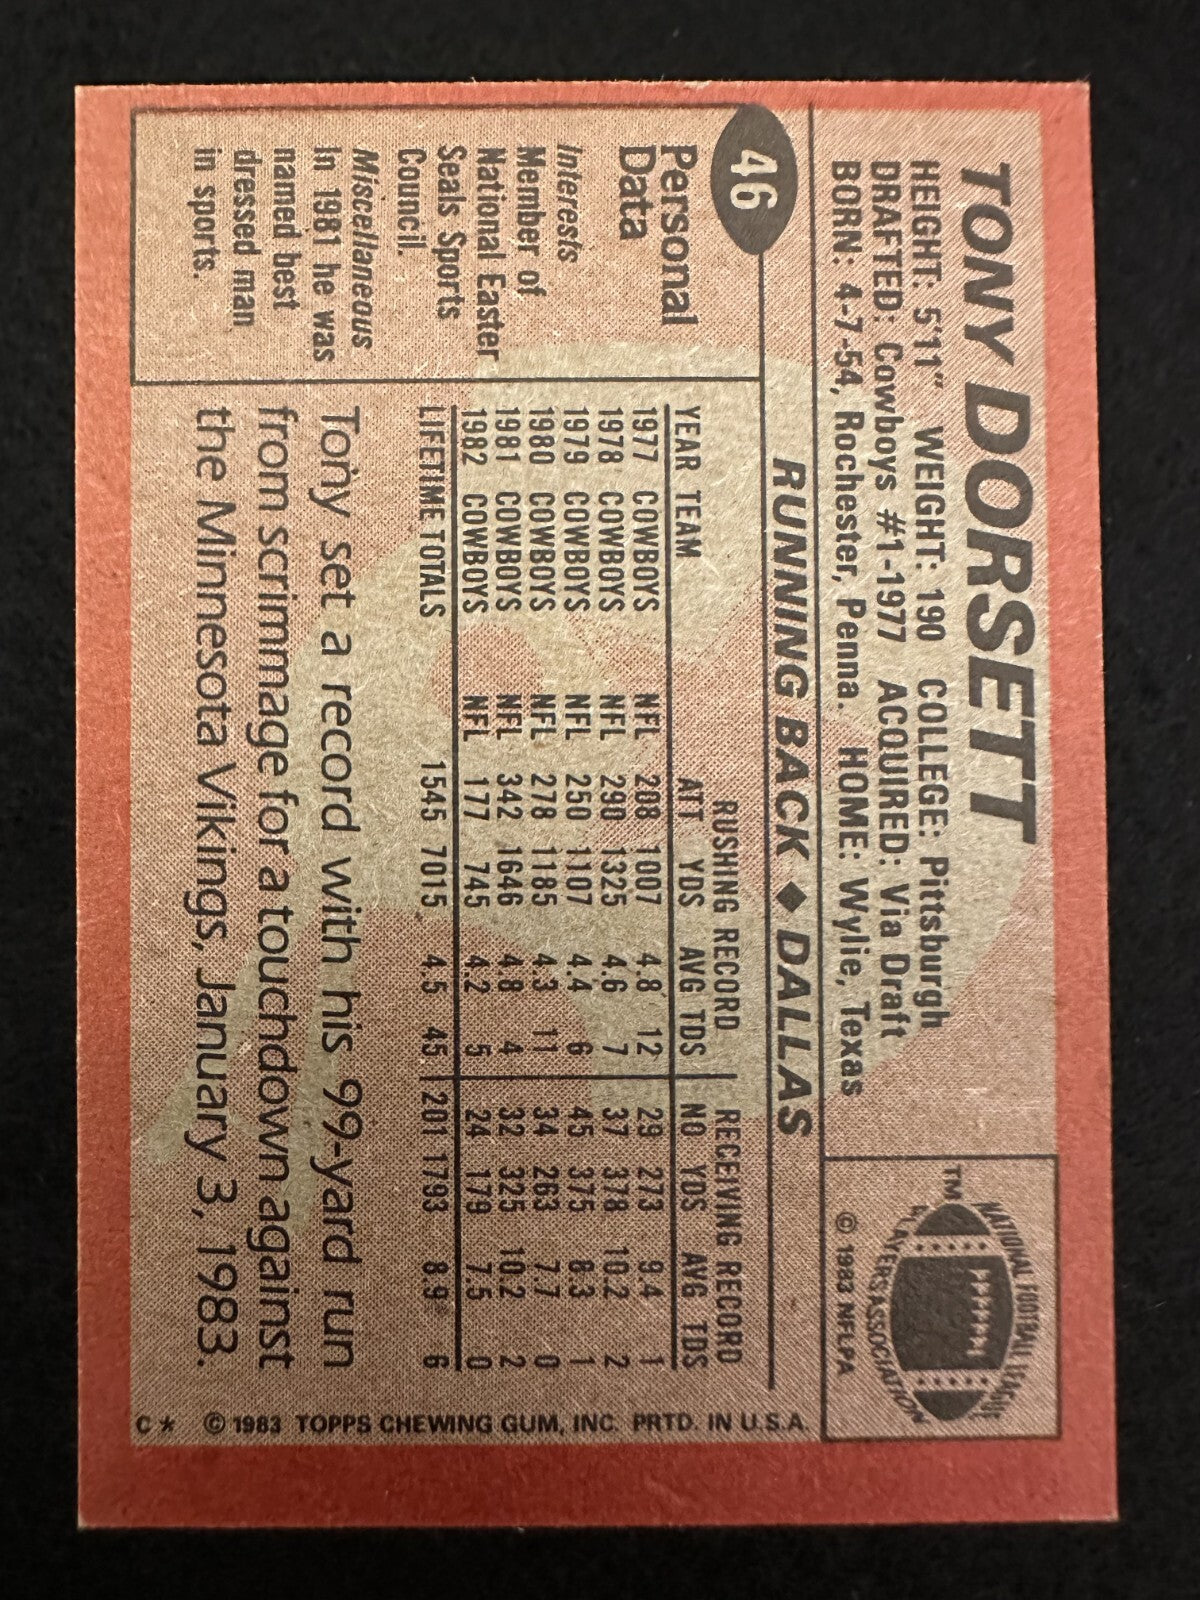 TONY DORSETT
HEIGHT: 5'11" WEIGHT: 190 COLLEGE: Pittsburgh
DRAFTED: Cowboys #1-1977 ACQUIRED: Via Draft
BORN: 4-7-54, Rochester, Penna. HOME: Wylie, Texas
NATIONAL FOOTBALL LEAGUE
PLAYERS ASSOCIATION
TM
© 1983 NFLPA
46
RUNNING BACK ◆ DALLAS
Personal
Data
Interests
Member of
National Easter
Seals Sports
Council.
Miscellaneous
In 1981 he was
named best
dressed man
in sports.
RUSHING RECORD RECEIVING RECORD
YEAR TEAM ATT YDS AVG TDS NO YDS AVG TDS
1977 COWBOYS NFL 208 1007 4.8 12 29 273 9.4 1
1978 COWBOYS NFL 290 1325 4.6 7 37 378 10.2 2
1979 COWBOYS NFL 250 1107 4.4 6 45 375 8.3 1
1980 COWBOYS NFL 278 1185 4.3 11 34 263 7.7 0
1981 COWBOYS NFL 342 1646 4.8 4 32 325 10.2 2
1982 COWBOYS NFL 177 745 4.2 5 24 179 7.5 0
LIFETIME TOTALS 1545 7015 4.5 45 201 1793 8.9 6
Tony set a record with his 99-yard run
from scrimmage for a touchdown against
the Minnesota Vikings, January 3, 1983.
C* © 1983 TOPPS CHEWING GUM, INC. PRTD. IN U.S.A.